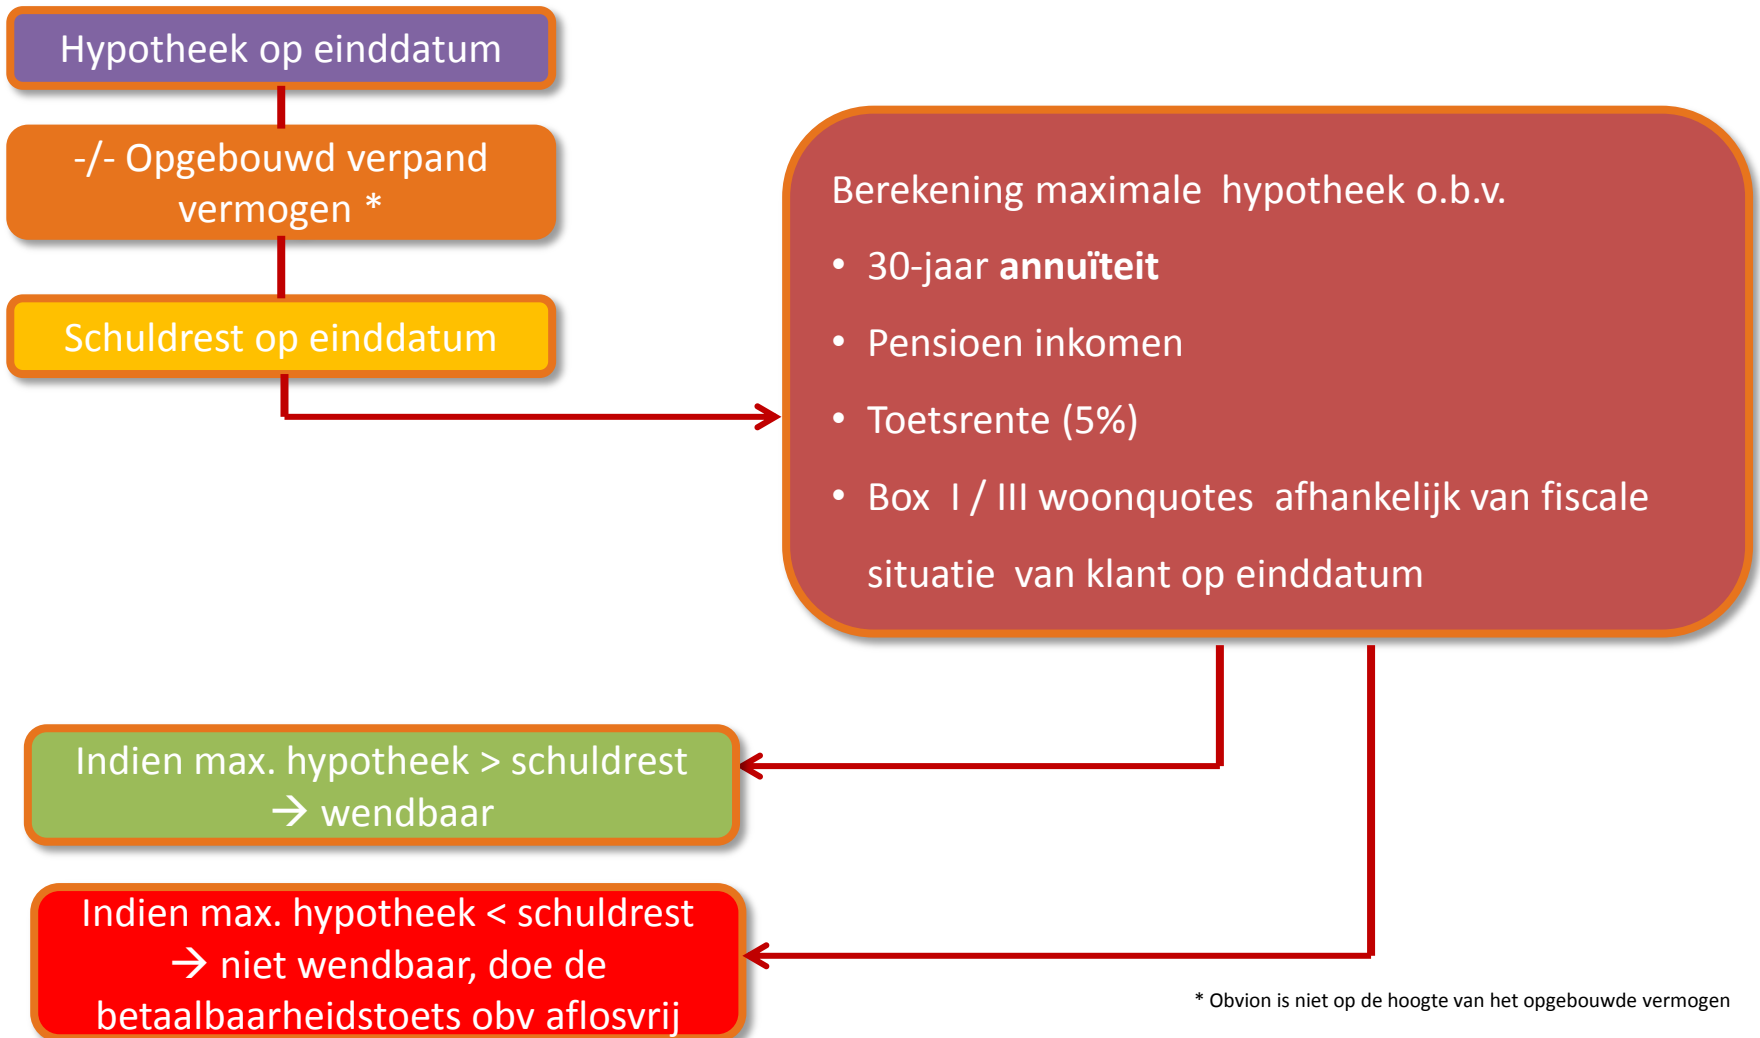 Hypotheek op einddatum
-/- Opgebouwd verpand
vermogen *
Schuldrest op einddatum
Berekening maximale hypotheek o.b.v.
• 30-jaar annuïteit
• Pensioen inkomen
• Toetsrente (5%)
• Box I / III woonquotes afhankelijk van fiscale
situatie van klant op einddatum
Indien max. hypotheek > schuldrest
→ wendbaar
Indien max. hypotheek < schuldrest
→ niet wendbaar, doe de
betaalbaarheidstoets obv aflosvrij
* Obvion is niet op de hoogte van het opgebouwde vermogen